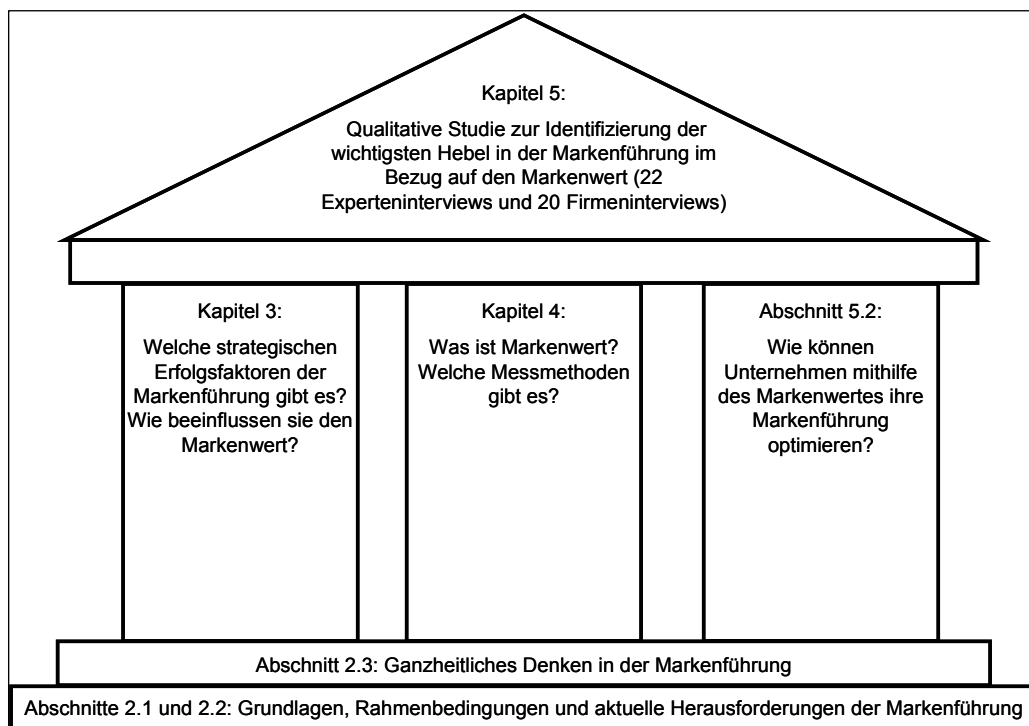 Kapitel 5:
Qualitative Studie zur Identifizierung der
wichtigsten Hebel in der Markenführung im
Bezug auf den Markenwert (22
Experteninterviews und 20 Firmeninterviews)
Kapitel 3:
Welche strategischen
Erfolgsfaktoren der
Markenführung gibt es?
Wie beeinflussen sie den
Markenwert?
Kapitel 4:
Was ist Markenwert?
Welche Messmethoden
gibt es?
Abschnitt 5.2:
Wie können
Unternehmen mithilfe
des Markenwertes ihre
Markenführung
optimieren?
Abschnitt 2.3: Ganzheitliches Denken in der Markenführung
Abschnitte 2.1 und 2.2: Grundlagen, Rahmenbedingungen und aktuelle Herausforderungen der Markenführung